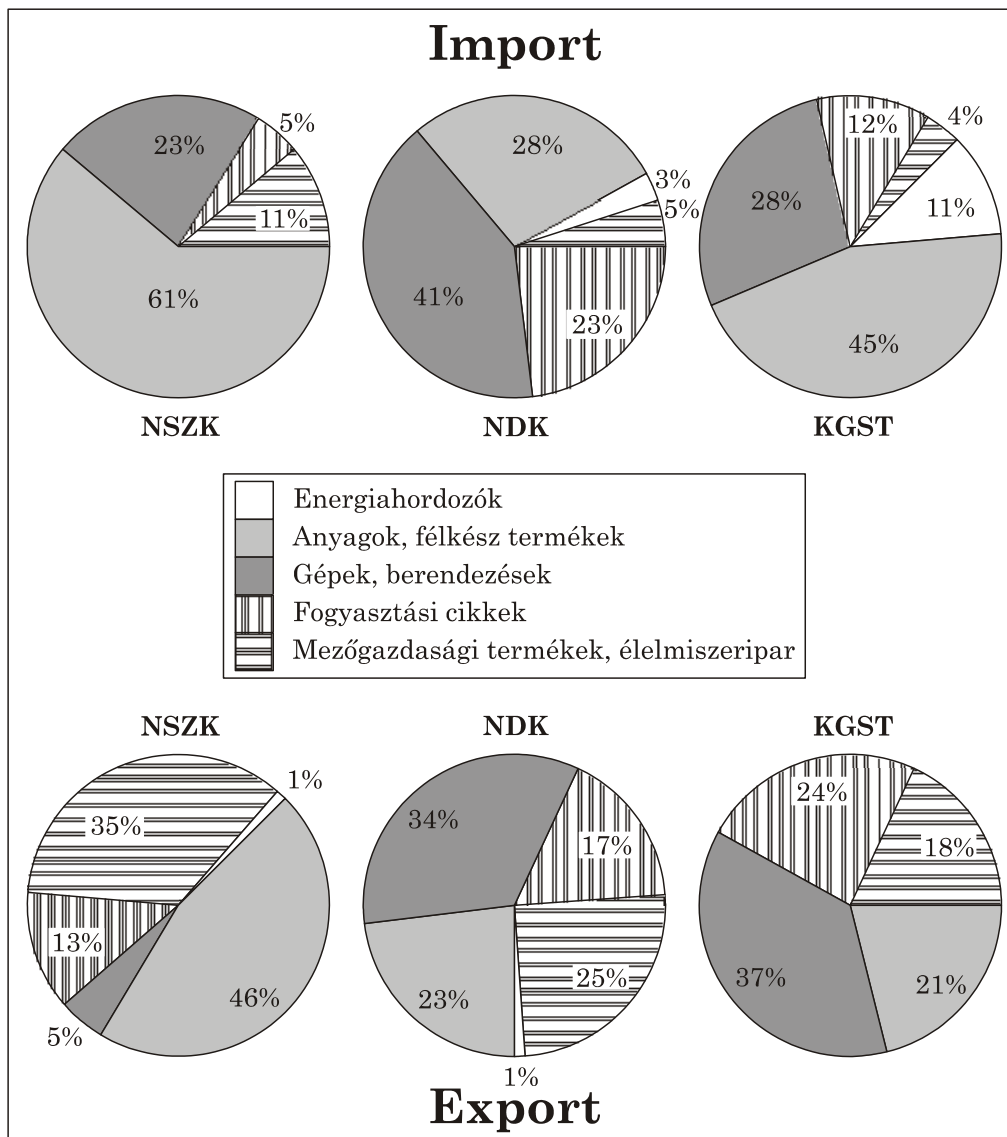 Import
23%
5%
11%
61%
NSZK
28%
3%
5%
41%
23%
NDK
12%
4%
28%
11%
45%
KGST
Energiahordozók
Anyagok, félkész termékek
Gépek, berendezések
Fogyasztási cikkek
Mezőgazdasági termékek, élelmiszeripar
NSZK
1%
35%
13%
46%
5%
NDK
34%
17%
25%
23%
1%
KGST
24%
18%
37%
21%
Export